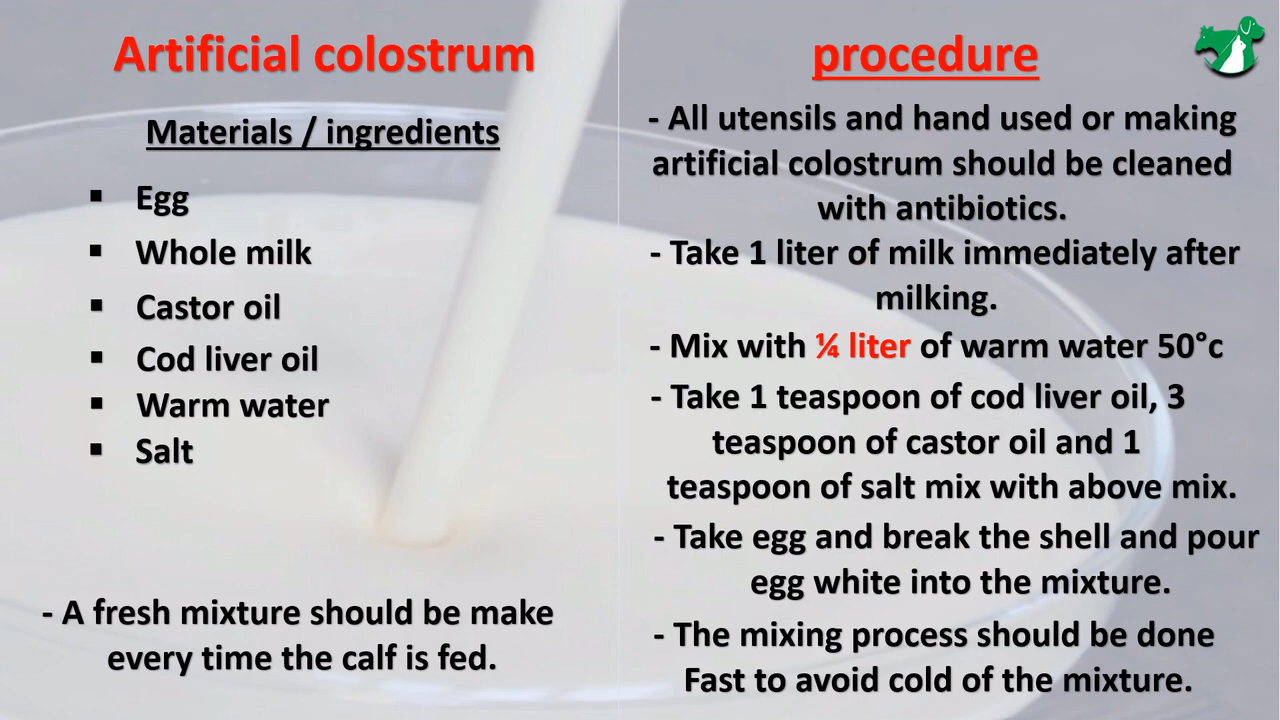 Artificial colostrum
Materials / ingredients
▪ Egg
▪ Whole milk
▪ Castor oil
▪ Cod liver oil
▪ Warm water
▪ Salt
- A fresh mixture should be make
every time the calf is fed.
procedure
- All utensils and hand used or making
artificial colostrum should be cleaned
with antibiotics.
- Take 1 liter of milk immediately after
milking.
- Mix with ¼ liter of warm water 50°c
- Take 1 teaspoon of cod liver oil, 3
teaspoon of castor oil and 1
teaspoon of salt mix with above mix.
- Take egg and break the shell and pour
egg white into the mixture.
- The mixing process should be done
Fast to avoid cold of the mixture.